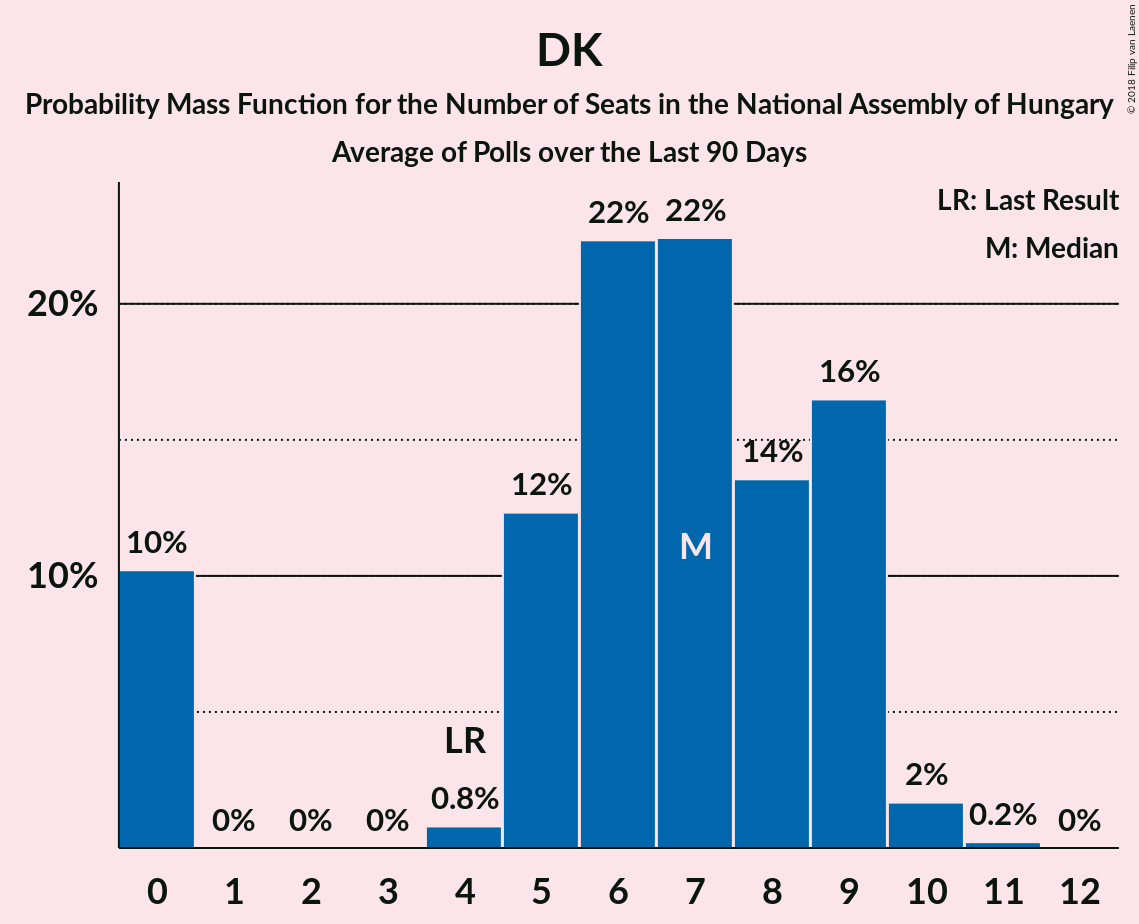 DK
Probability Mass Function for the Number of Seats in the National Assembly of Hungary
Average of Polls over the Last 90 Days
© 2018 Filip van Laenen
LR: Last Result
M: Median
22% 22%
20%
16%
14%
12%
10%
M
10%
LR
0.8%
2%
0% 0% 0% 0.2% 0%
0 1 2 3 4 5 6 7 8 9 10 11 12